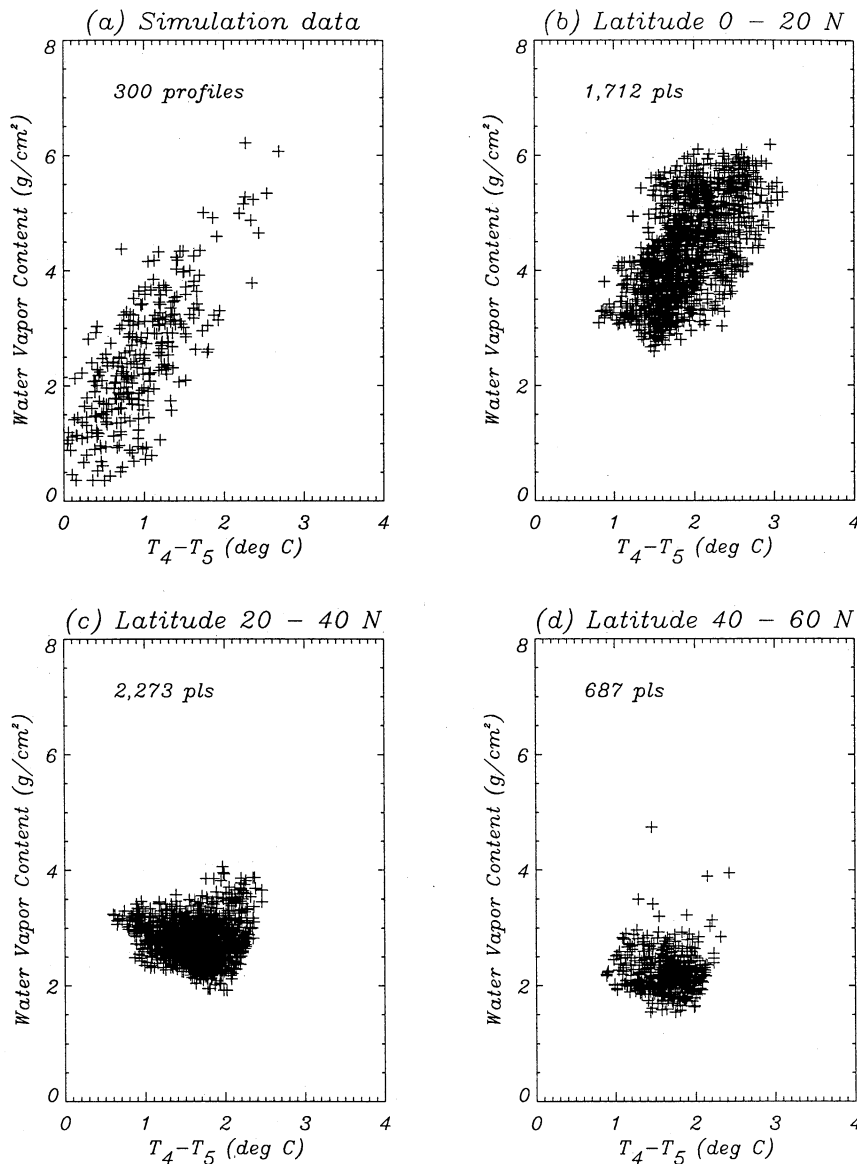 (a) Simulation data
8
6
4
2
0
300 profiles
Water Vapor Content (g/cm²)
0 1 2 3 4
T₄-T₅ (deg C)
(b) Latitude 0 - 20 N
8
6
4
2
0
1,712 pls
Water Vapor Content (g/cm²)
0 1 2 3 4
T₄-T₅ (deg C)
(c) Latitude 20 - 40 N
8
6
4
2
0
2,273 pls
Water Vapor Content (g/cm²)
0 1 2 3 4
T₄-T₅ (deg C)
(d) Latitude 40 - 60 N
8
6
4
2
0
687 pls
Water Vapor Content (g/cm²)
0 1 2 3 4
T₄-T₅ (deg C)